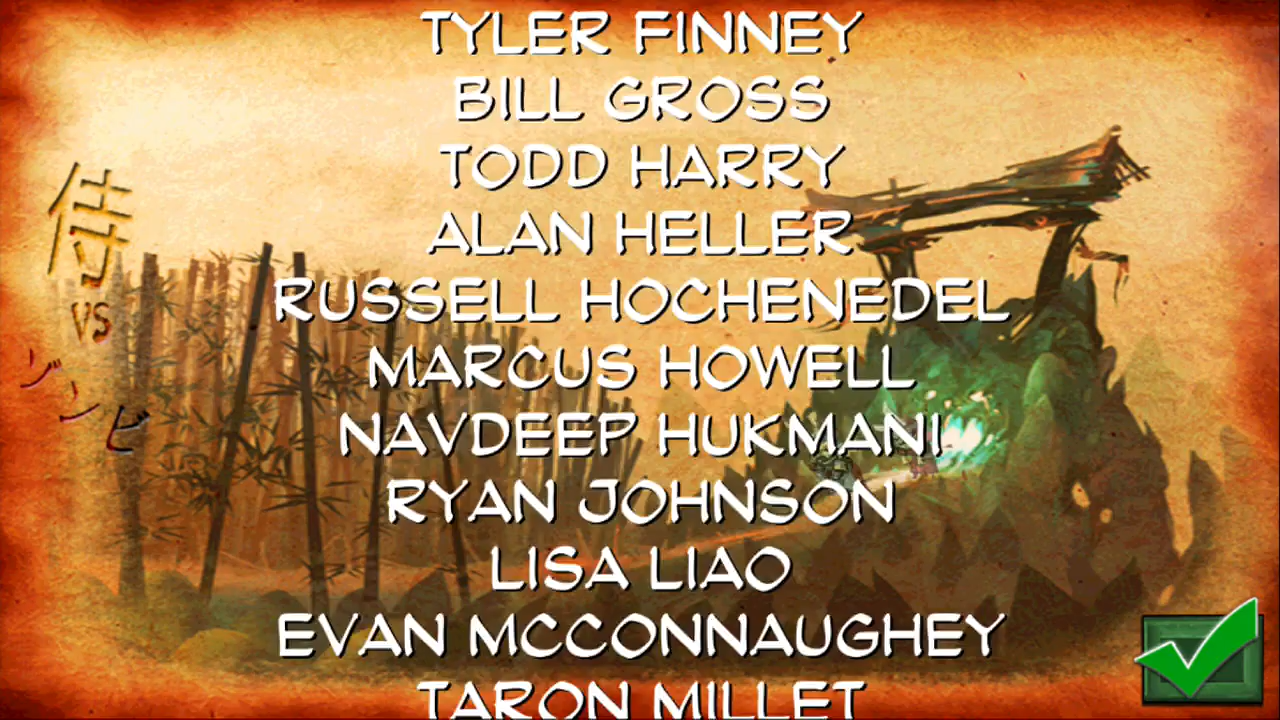 TYLER FINNEY
BILL GROSS
TODD HARRY
ALAN HELLER
RUSSELL HOCHENEDEL
MARCUS HOWELL
NAVDEEP HUKMANI
RYAN JOHNSON
LISA LIAO
EVAN MCCONNAUGHEY
TARON MILLET
侍
VS
ゾンビ